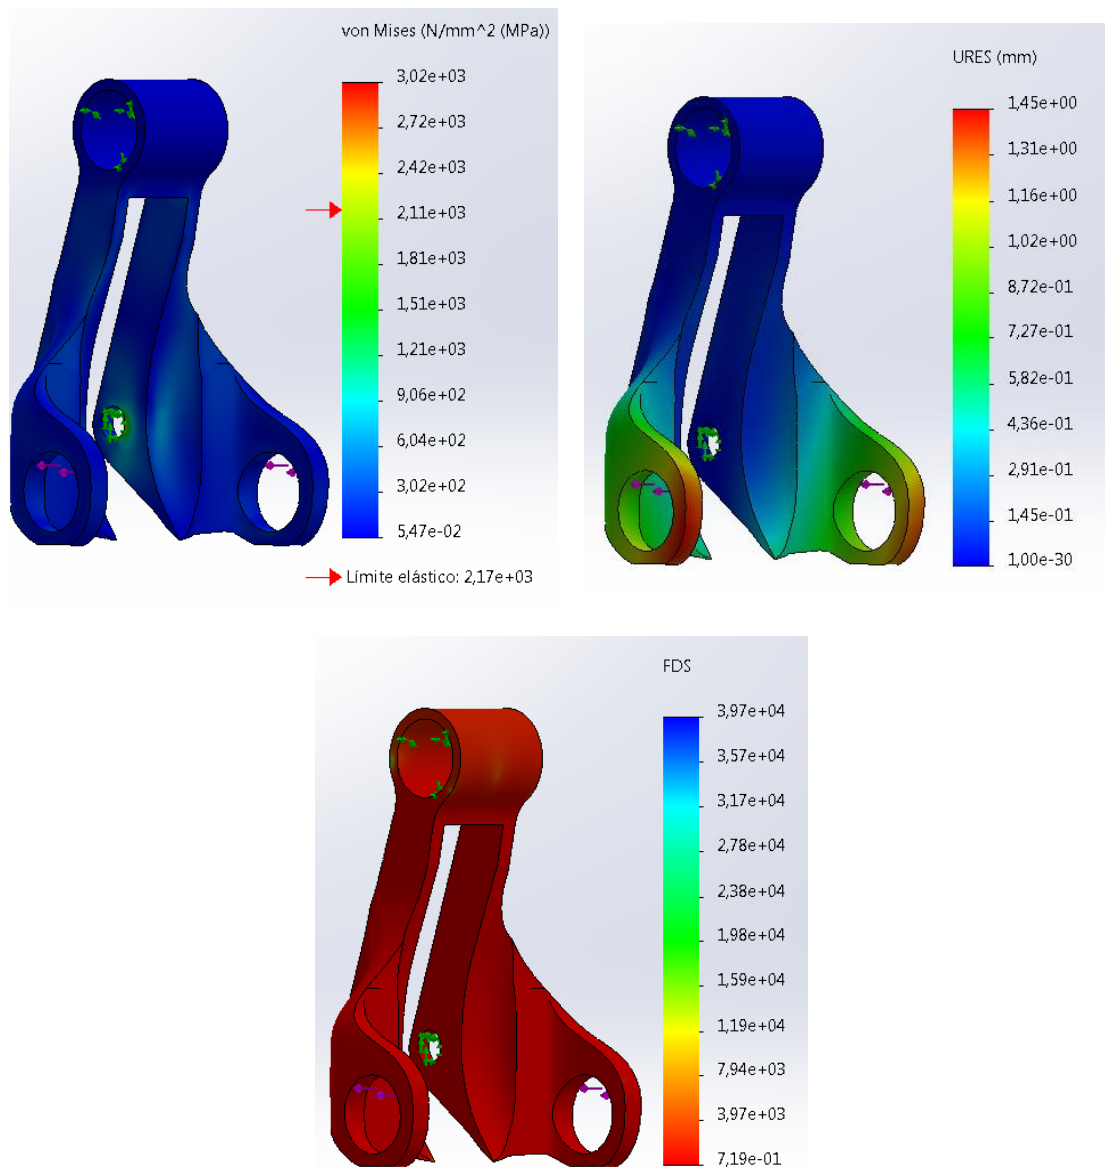 von Mises (N/mm^2 (MPa))
3,02e+03
2,72e+03
2,42e+03
2,11e+03
1,81e+03
1,51e+03
1,21e+03
9,06e+02
6,04e+02
3,02e+02
5,47e-02
Límite elástico: 2,17e+03
URES (mm)
1,45e+00
1,31e+00
1,16e+00
1,02e+00
8,72e-01
7,27e-01
5,82e-01
4,36e-01
2,91e-01
1,45e-01
1,00e-30
FDS
3,97e+04
3,57e+04
3,17e+04
2,78e+04
2,38e+04
1,98e+04
1,59e+04
1,19e+04
7,94e+03
3,97e+03
7,19e-01